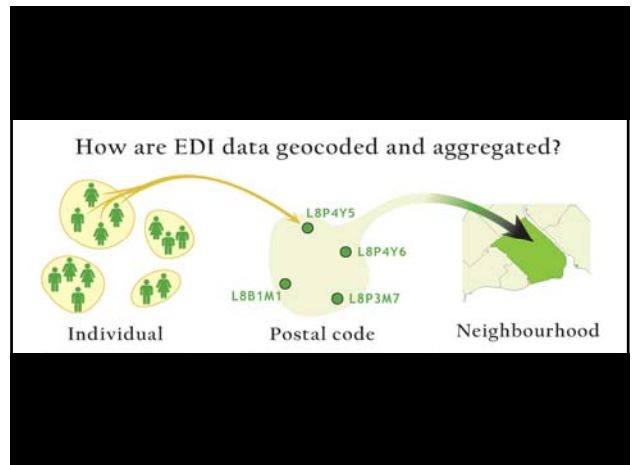 How are EDI data geocoded and aggregated?
L8P4Y5
L8P4Y6
L8B1M1
L8P3M7
Individual
Postal code
Neighbourhood